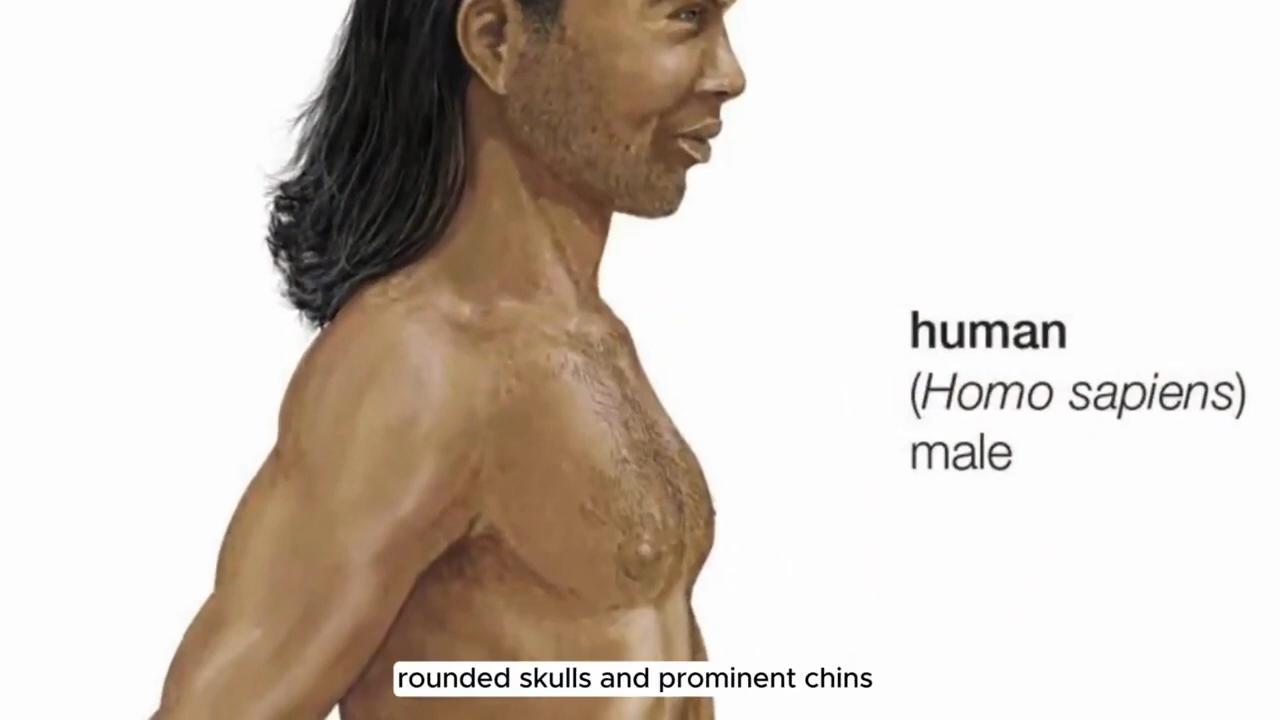 human
(Homo sapiens)
male
rounded skulls and prominent chins